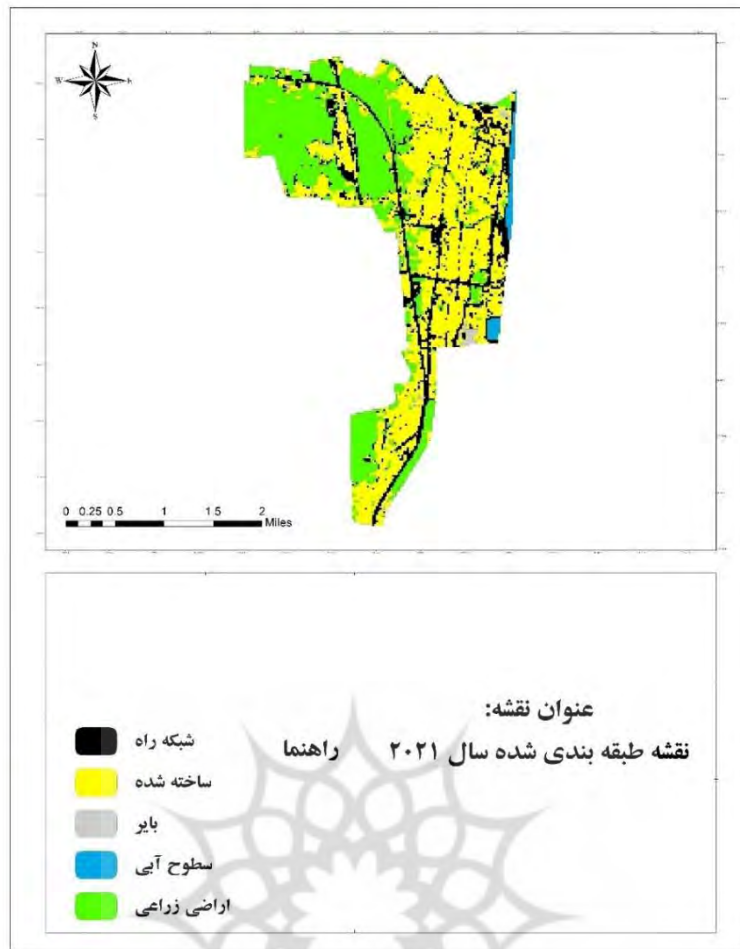 N
W E
S
0 0.25 0.5 1 1.5 2
Miles
عنوان نقشه:
نقشه طبقه بندی شده سال ۲۰۲۱
راهنما
شبکه راه
ساخته شده
بایر
سطوح آبی
اراضی زراعی